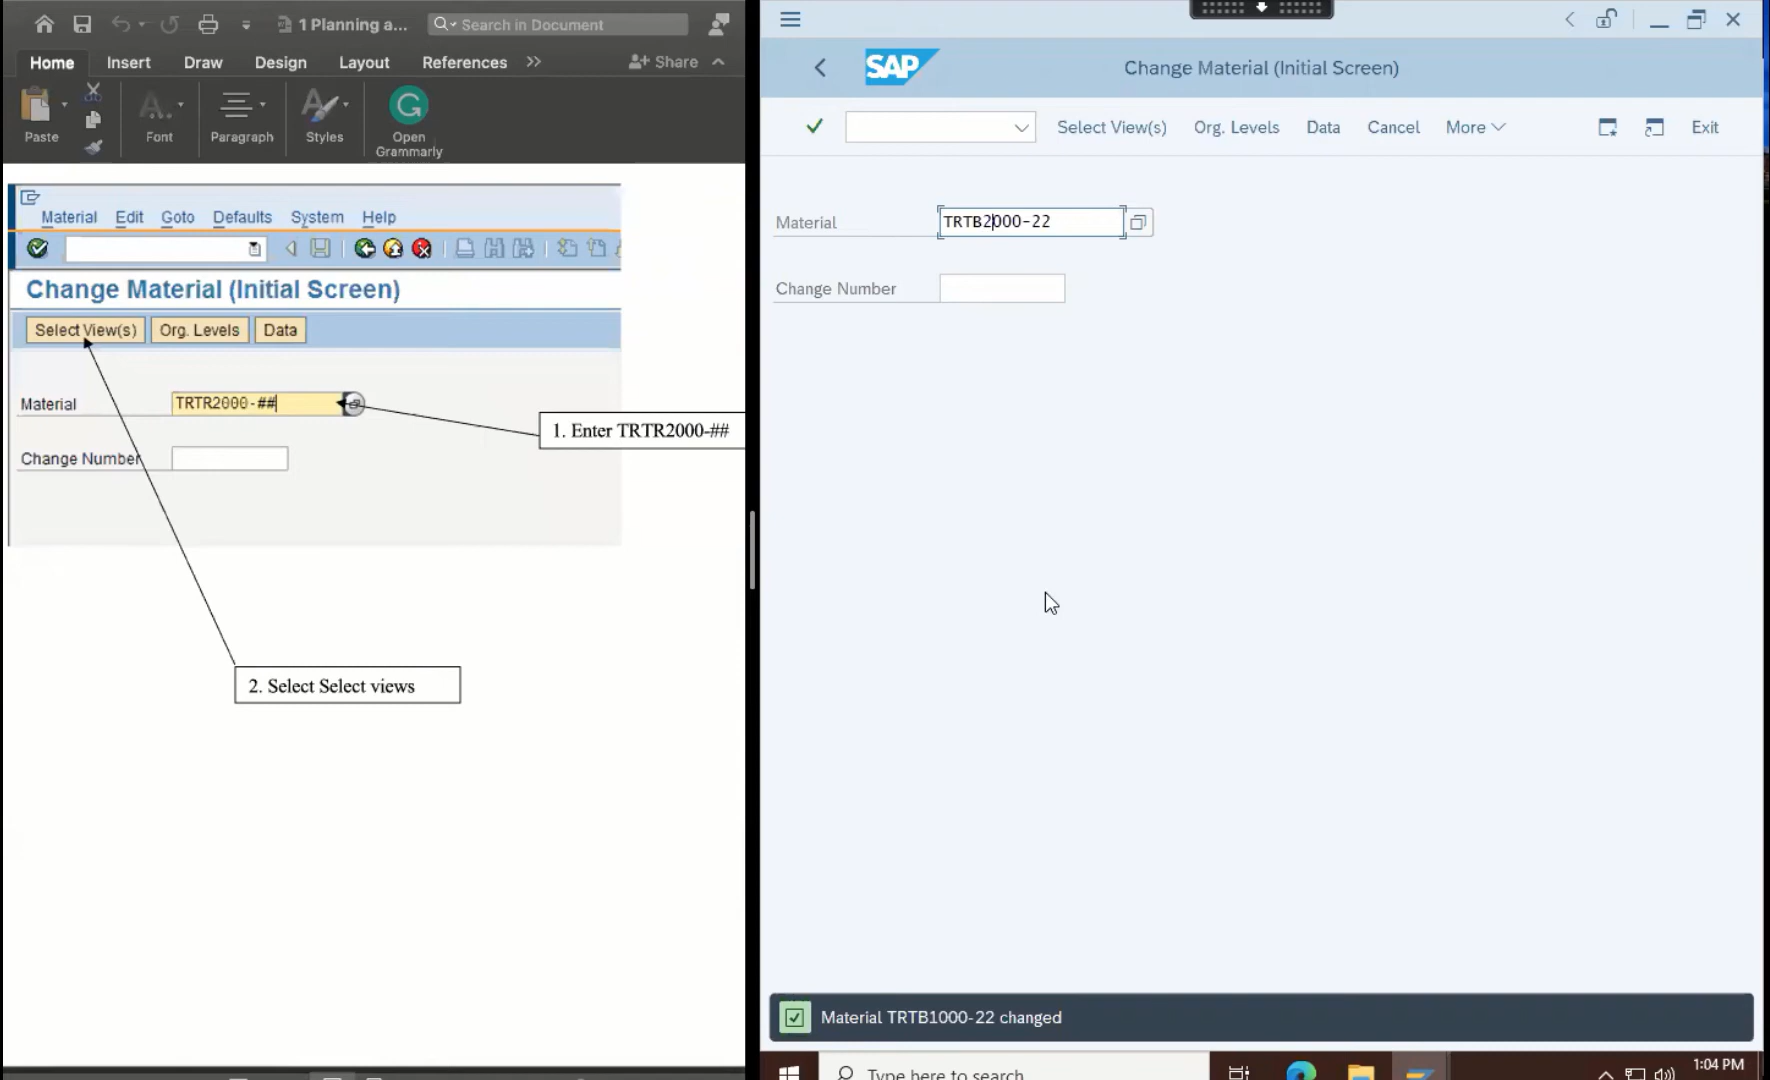 1 Planning a...
Search in Document
Home
Insert
Draw
Design
Layout
References
Share
Paste
Font
Paragraph
Styles
Open
Grammarly
Material
Edit
Goto
Defaults
System
Help
Change Material (Initial Screen)
Select View(s)
Org. Levels
Data
Material
TRTR2000-##
1. Enter TRTR2000-##
Change Number
2. Select Select views
SAP
Change Material (Initial Screen)
Select View(s)
Org. Levels
Data
Cancel
More
Exit
Material
TRTB2000-22
Change Number
Material TRTB1000-22 changed
Type here to search
1:04 PM